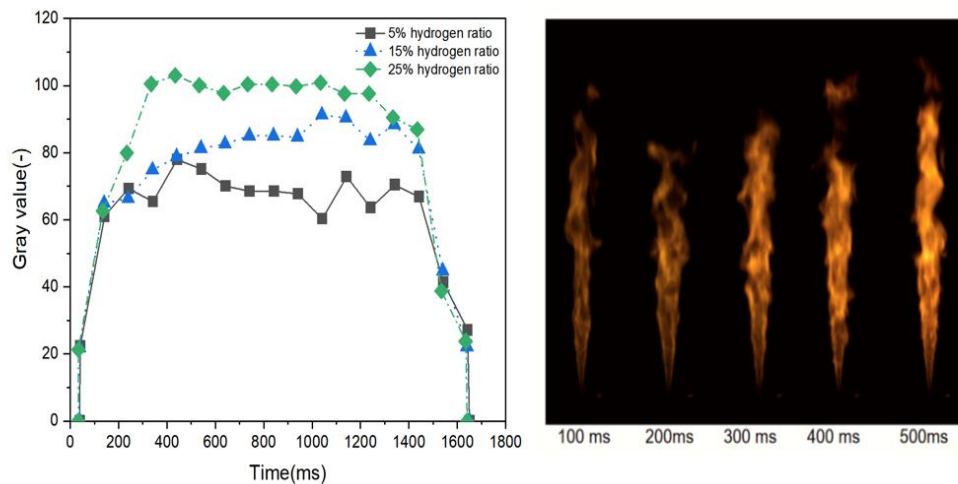 120
100
80
60
40
20
0
Gray value(-)
5% hydrogen ratio
15% hydrogen ratio
25% hydrogen ratio
0 200 400 600 800 1000 1200 1400 1600 1800
Time(ms)
100 ms 200ms 300 ms 400 ms 500ms